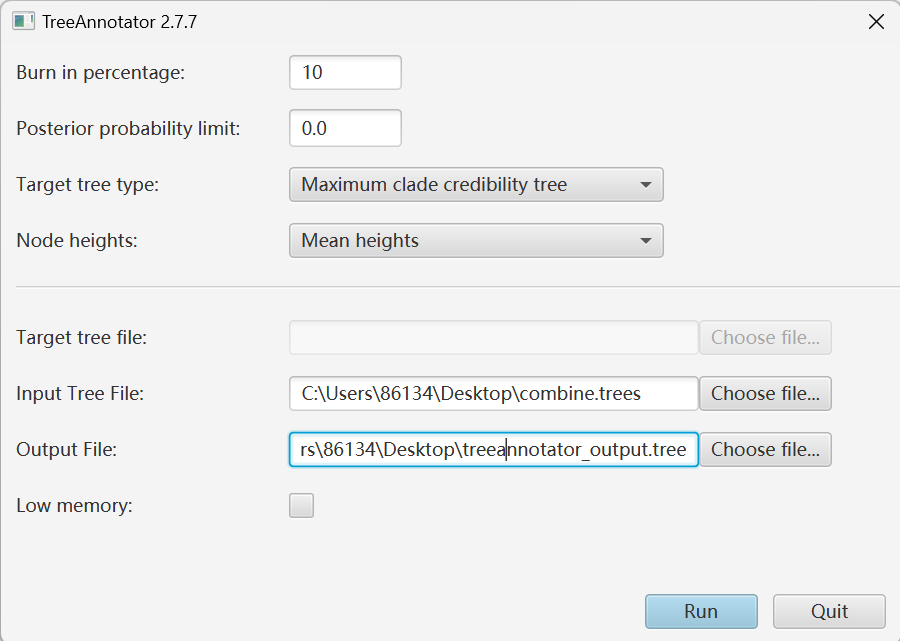 TreeAnnotator 2.7.7
Burn in percentage: 10
Posterior probability limit: 0.0
Target tree type: Maximum clade credibility tree
Node heights: Mean heights
Target tree file: Choose file...
Input Tree File: C:\Users\86134\Desktop\combine.trees Choose file...
Output File: rs\86134\Desktop\treeannotator_output.tree Choose file...
Low memory:
Run Quit